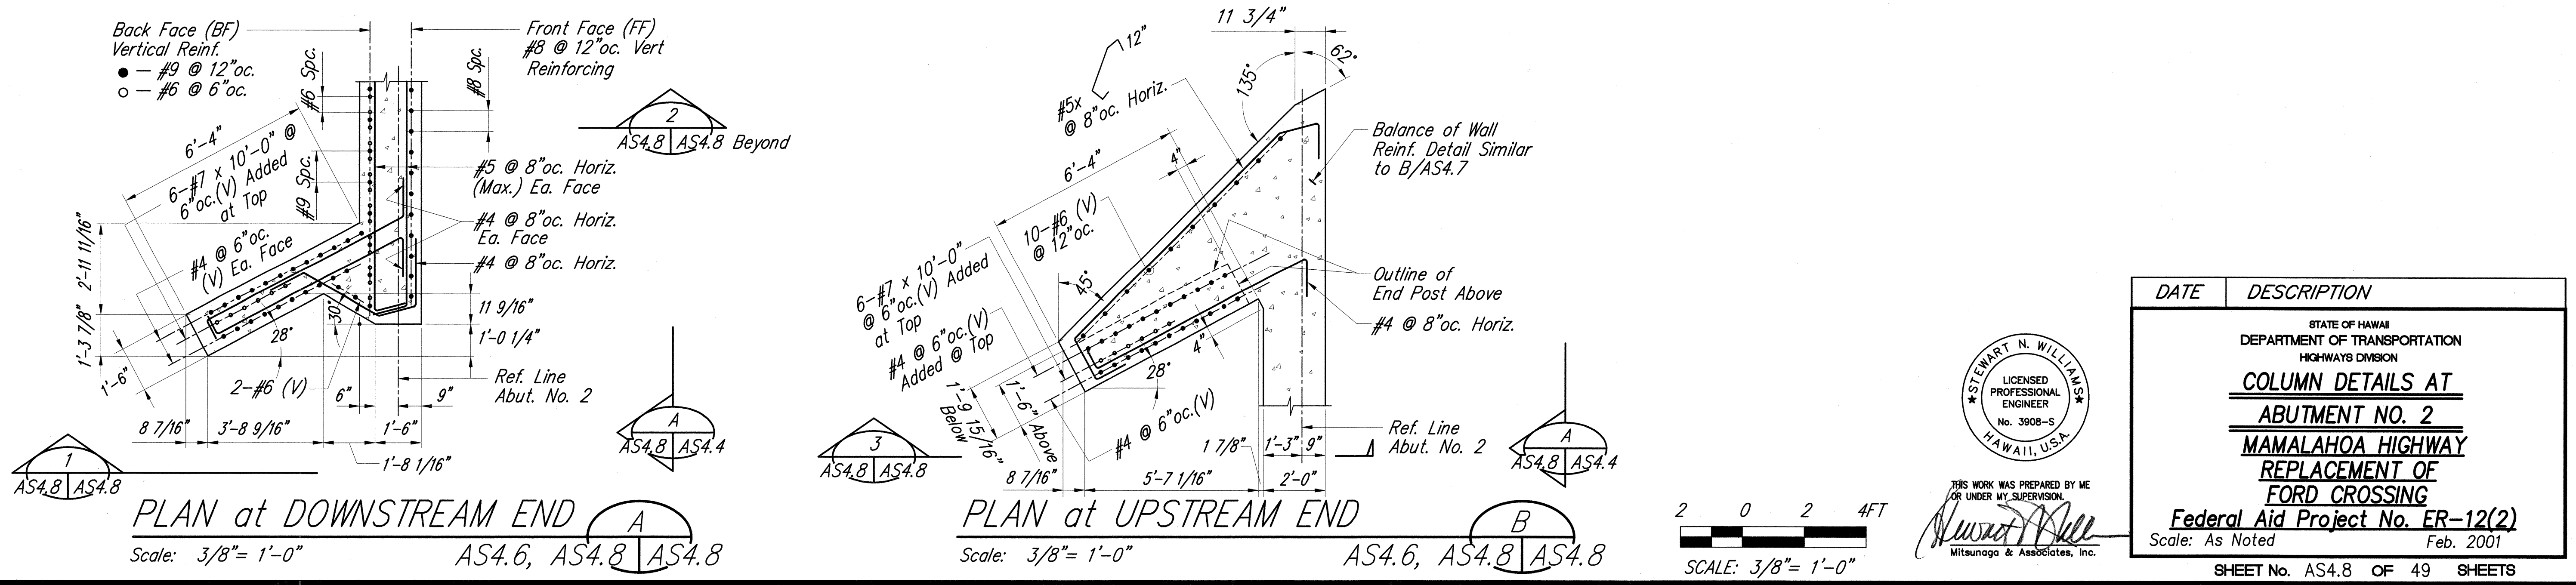 Back Face (BF)
Vertical Reinf.
● — #9 @ 12"oc.
○ — #6 @ 6"oc.
Front Face (FF)
#8 @ 12"oc. Vert
Reinforcing
#6 Spc.
#8 Spc.
#9 Spc.
6'-4"
6-#7 x 10'-0" @
6"oc.(V) Added
at Top
#4 @ 6"oc.
(V) Ea. Face
2
AS4.8 AS4.8 Beyond
#5 @ 8"oc. Horiz.
(Max.) Ea. Face
#4 @ 8"oc. Horiz.
Ea. Face
#4 @ 8"oc. Horiz.
2'-11 11/16"
1'-3 7/8"
1'-6"
28°
30°
11 9/16"
1'-0 1/4"
2-#6 (V)
6"
9"
Ref. Line
Abut. No. 2
8 7/16"
3'-8 9/16"
1'-6"
1'-8 1/16"
A
AS4.8 AS4.4
1
AS4.8 AS4.8
PLAN at DOWNSTREAM END
Scale: 3/8"= 1'-0"
A
AS4.6, AS4.8 AS4.8
11 3/4"
12"
62°
135°
#5x
@ 8"oc. Horiz.
4"
6'-4"
Balance of Wall
Reinf. Detail Similar
to B/AS4.7
10-#6 (V)
@ 12"oc.
6-#7 x 10'-0"
@ 6"oc.(V) Added
at Top
#4 @ 6"oc.(V)
Added @ Top
45°
Outline of
End Post Above
#4 @ 8"oc. Horiz.
28°
4"
1'-9 15/16"
Below
1'-6" Above
#4 @ 6"oc.(V)
8 7/16"
5'-7 1/16"
1 7/8"
1'-3"
9"
2'-0"
Ref. Line
Abut. No. 2
3
AS4.8 AS4.8
A
AS4.8 AS4.4
PLAN at UPSTREAM END
Scale: 3/8"= 1'-0"
B
AS4.6, AS4.8 AS4.8
2 0 2 4FT
SCALE: 3/8"= 1'-0"
STEWART N. WILLIAMS
LICENSED
PROFESSIONAL
ENGINEER
No. 3908-S
HAWAII, U.S.A.
THIS WORK WAS PREPARED BY ME
OR UNDER MY SUPERVISION.
Mitsunaga & Associates, Inc.
DATE DESCRIPTION
STATE OF HAWAII
DEPARTMENT OF TRANSPORTATION
HIGHWAYS DIVISION
COLUMN DETAILS AT
ABUTMENT NO. 2
MAMALAHOA HIGHWAY
REPLACEMENT OF
FORD CROSSING
Federal Aid Project No. ER-12(2)
Scale: As Noted Feb. 2001
SHEET No. AS4.8 OF 49 SHEETS